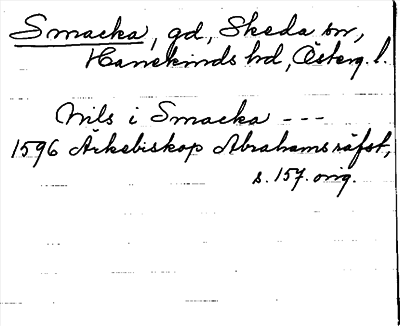 Smacka, gd, Skeda sn,
Hanekinds hd, Österg. l.
Nils i Smacka ---
1596 Ärkebiskop Abrahams räfst,
s. 157. orig.